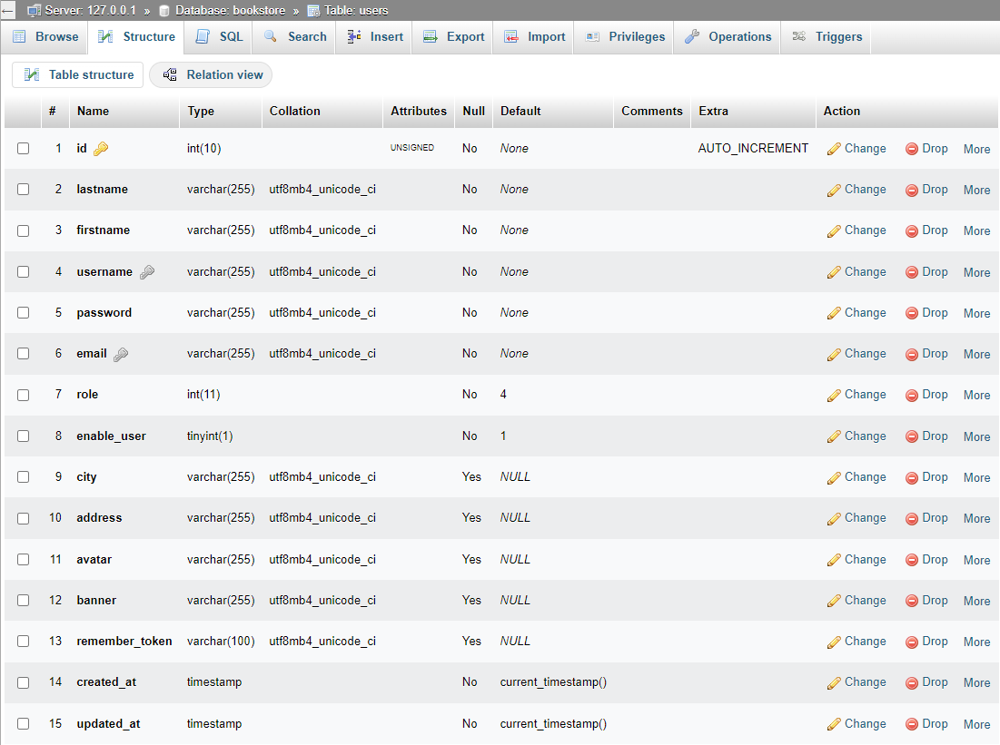 ← Server: 127.0.0.1 » Database: bookstore » Table: users
Browse Structure SQL Search Insert Export Import Privileges Operations Triggers
Table structure Relation view
# Name Type Collation Attributes Null Default Comments Extra Action
1 id int(10) UNSIGNED No None AUTO_INCREMENT Change Drop More
2 lastname varchar(255) utf8mb4_unicode_ci No None Change Drop More
3 firstname varchar(255) utf8mb4_unicode_ci No None Change Drop More
4 username varchar(255) utf8mb4_unicode_ci No None Change Drop More
5 password varchar(255) utf8mb4_unicode_ci No None Change Drop More
6 email varchar(255) utf8mb4_unicode_ci No None Change Drop More
7 role int(11) No 4 Change Drop More
8 enable_user tinyint(1) No 1 Change Drop More
9 city varchar(255) utf8mb4_unicode_ci Yes NULL Change Drop More
10 address varchar(255) utf8mb4_unicode_ci Yes NULL Change Drop More
11 avatar varchar(255) utf8mb4_unicode_ci Yes NULL Change Drop More
12 banner varchar(255) utf8mb4_unicode_ci Yes NULL Change Drop More
13 remember_token varchar(100) utf8mb4_unicode_ci Yes NULL Change Drop More
14 created_at timestamp No current_timestamp() Change Drop More
15 updated_at timestamp No current_timestamp() Change Drop More